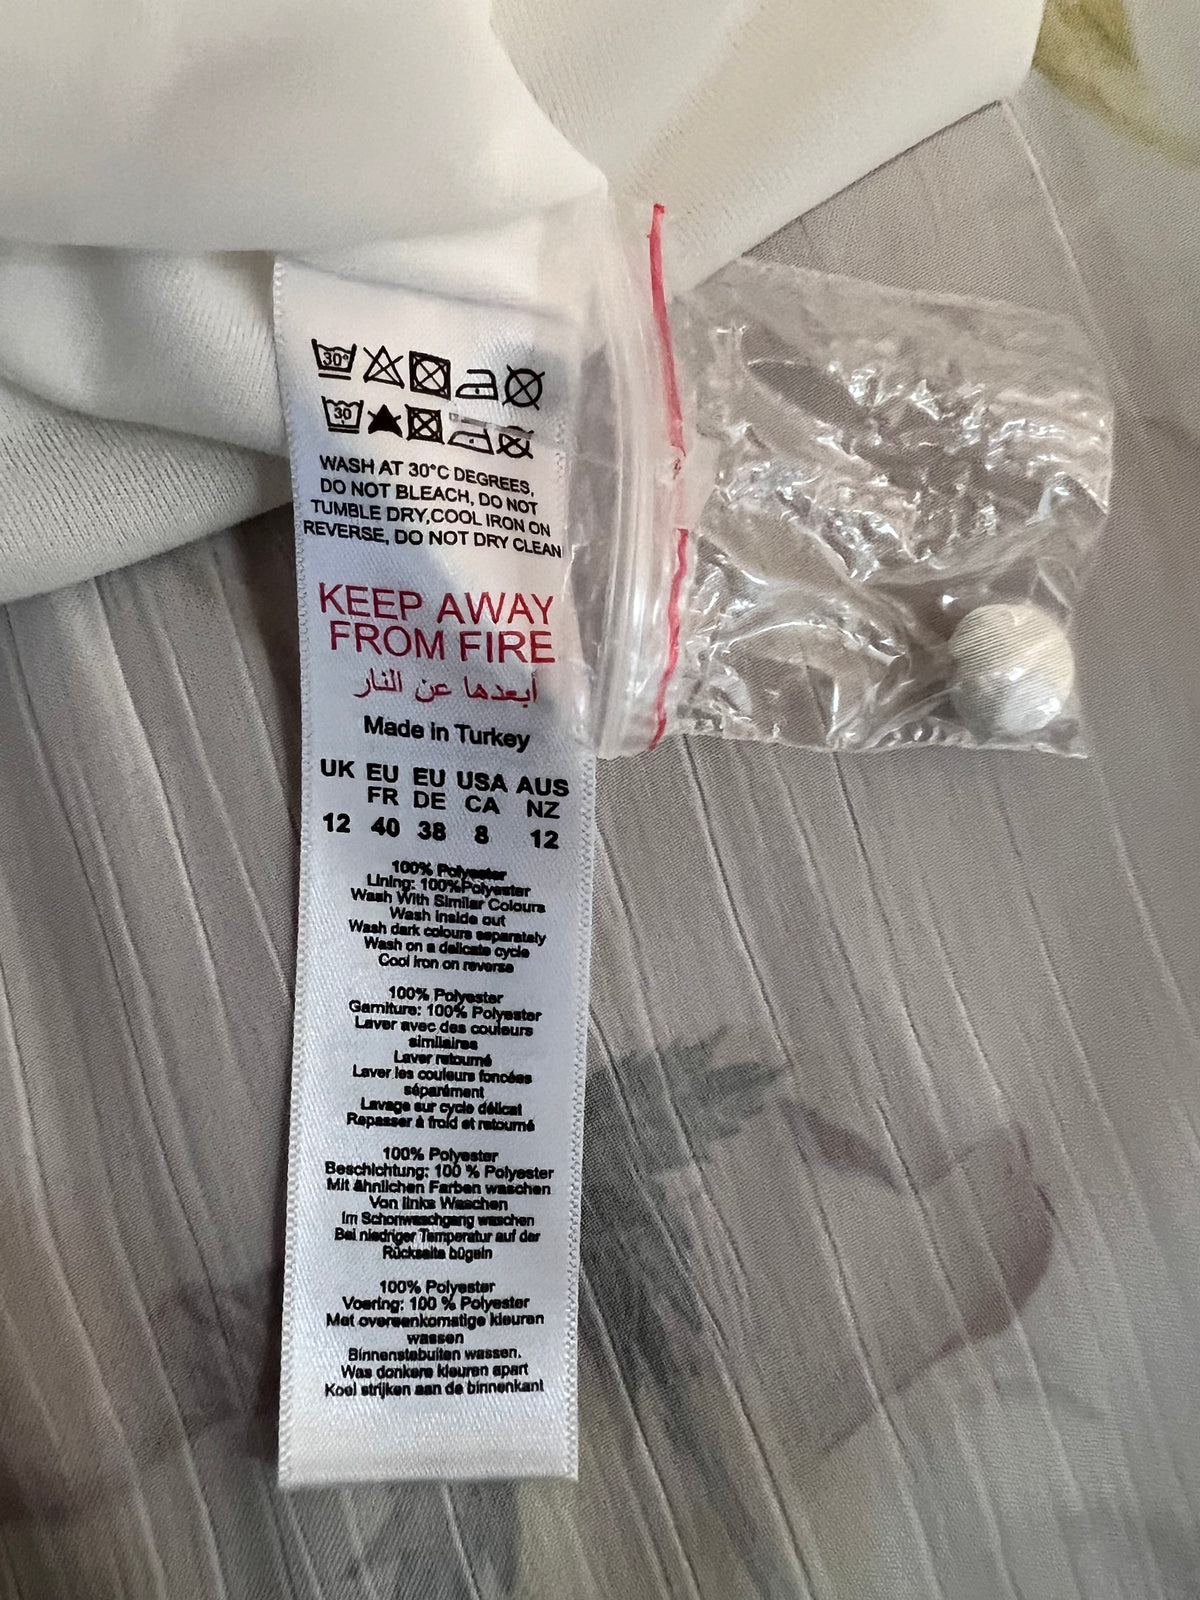 30°
30
WASH AT 30°C DEGREES,
DO NOT BLEACH, DO NOT
TUMBLE DRY,COOL IRON ON
REVERSE, DO NOT DRY CLEAN
KEEP AWAY
FROM FIRE
أبعدها عن النار
Made in Turkey
UK EU EU USA AUS
FR DE CA NZ
12 40 38 8 12
100% Polyester
Lining: 100%Polyester
Wash With Similar Colours
Wash inside out
Wash dark colours separately
Wash on a delicate cycle
Cool iron on reverse
100% Polyester
Garniture: 100% Polyester
Laver avec des couleurs
similaires
Laver retourné
Laver les couleurs foncées
séparément
Lavage sur cycle délicat
Repasser à froid et retourné
100% Polyester
Beschichtung: 100 % Polyester
Mit ähnlichen Farben waschen
Von links Waschen
Im Schonwaschgang waschen
Bei niedriger Temperatur auf der
Rückseite bügeln
100% Polyester
Voering: 100 % Polyester
Met overeenkomstige kleuren
wassen
Binnenstebuiten wassen.
Was donkere kleuren apart
Koel strijken aan de binnenkant